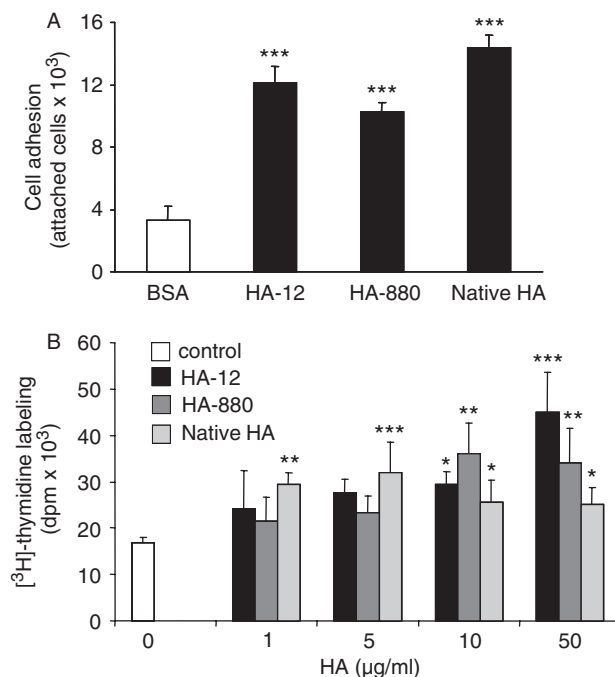 A
Cell adhesion
(attached cells x 10³)
16
12
8
4
0
***
***
***
BSA HA-12 HA-880 Native HA
B
[³H]-thymidine labeling
(dpm x 10³)
60
50
40
30
20
10
0
control
HA-12
HA-880
Native HA
**
***
* ** *
*** ** *
0 1 5 10 50
HA (µg/ml)